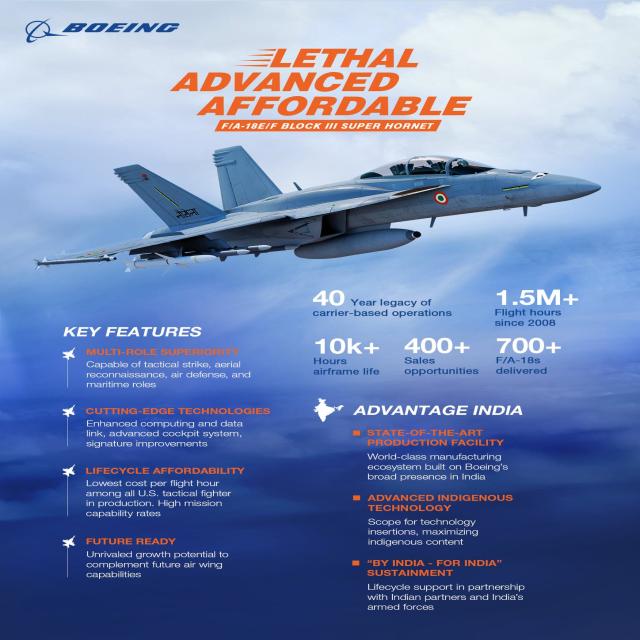 BOEING
LETHAL
ADVANCED
AFFORDABLE
F/A-18E/F BLOCK III SUPER HORNET
40 Year legacy of
carrier-based operations
1.5M+
Flight hours
since 2008
10k+
Hours
airframe life
400+
Sales
opportunities
700+
F/A-18s
delivered
KEY FEATURES
MULTI-ROLE SUPERIORITY
Capable of tactical strike, aerial
reconnaissance, air defense, and
maritime roles
CUTTING-EDGE TECHNOLOGIES
Enhanced computing and data
link, advanced cockpit system,
signature improvements
LIFECYCLE AFFORDABILITY
Lowest cost per flight hour
among all U.S. tactical fighter
in production. High mission
capability rates
FUTURE READY
Unrivaled growth potential to
complement future air wing
capabilities
ADVANTAGE INDIA
STATE-OF-THE-ART
PRODUCTION FACILITY
World-class manufacturing
ecosystem built on Boeing's
broad presence in India
ADVANCED INDIGENOUS
TECHNOLOGY
Scope for technology
insertions, maximizing
indigenous content
"BY INDIA - FOR INDIA"
SUSTAINMENT
Lifecycle support in partnership
with Indian partners and India's
armed forces